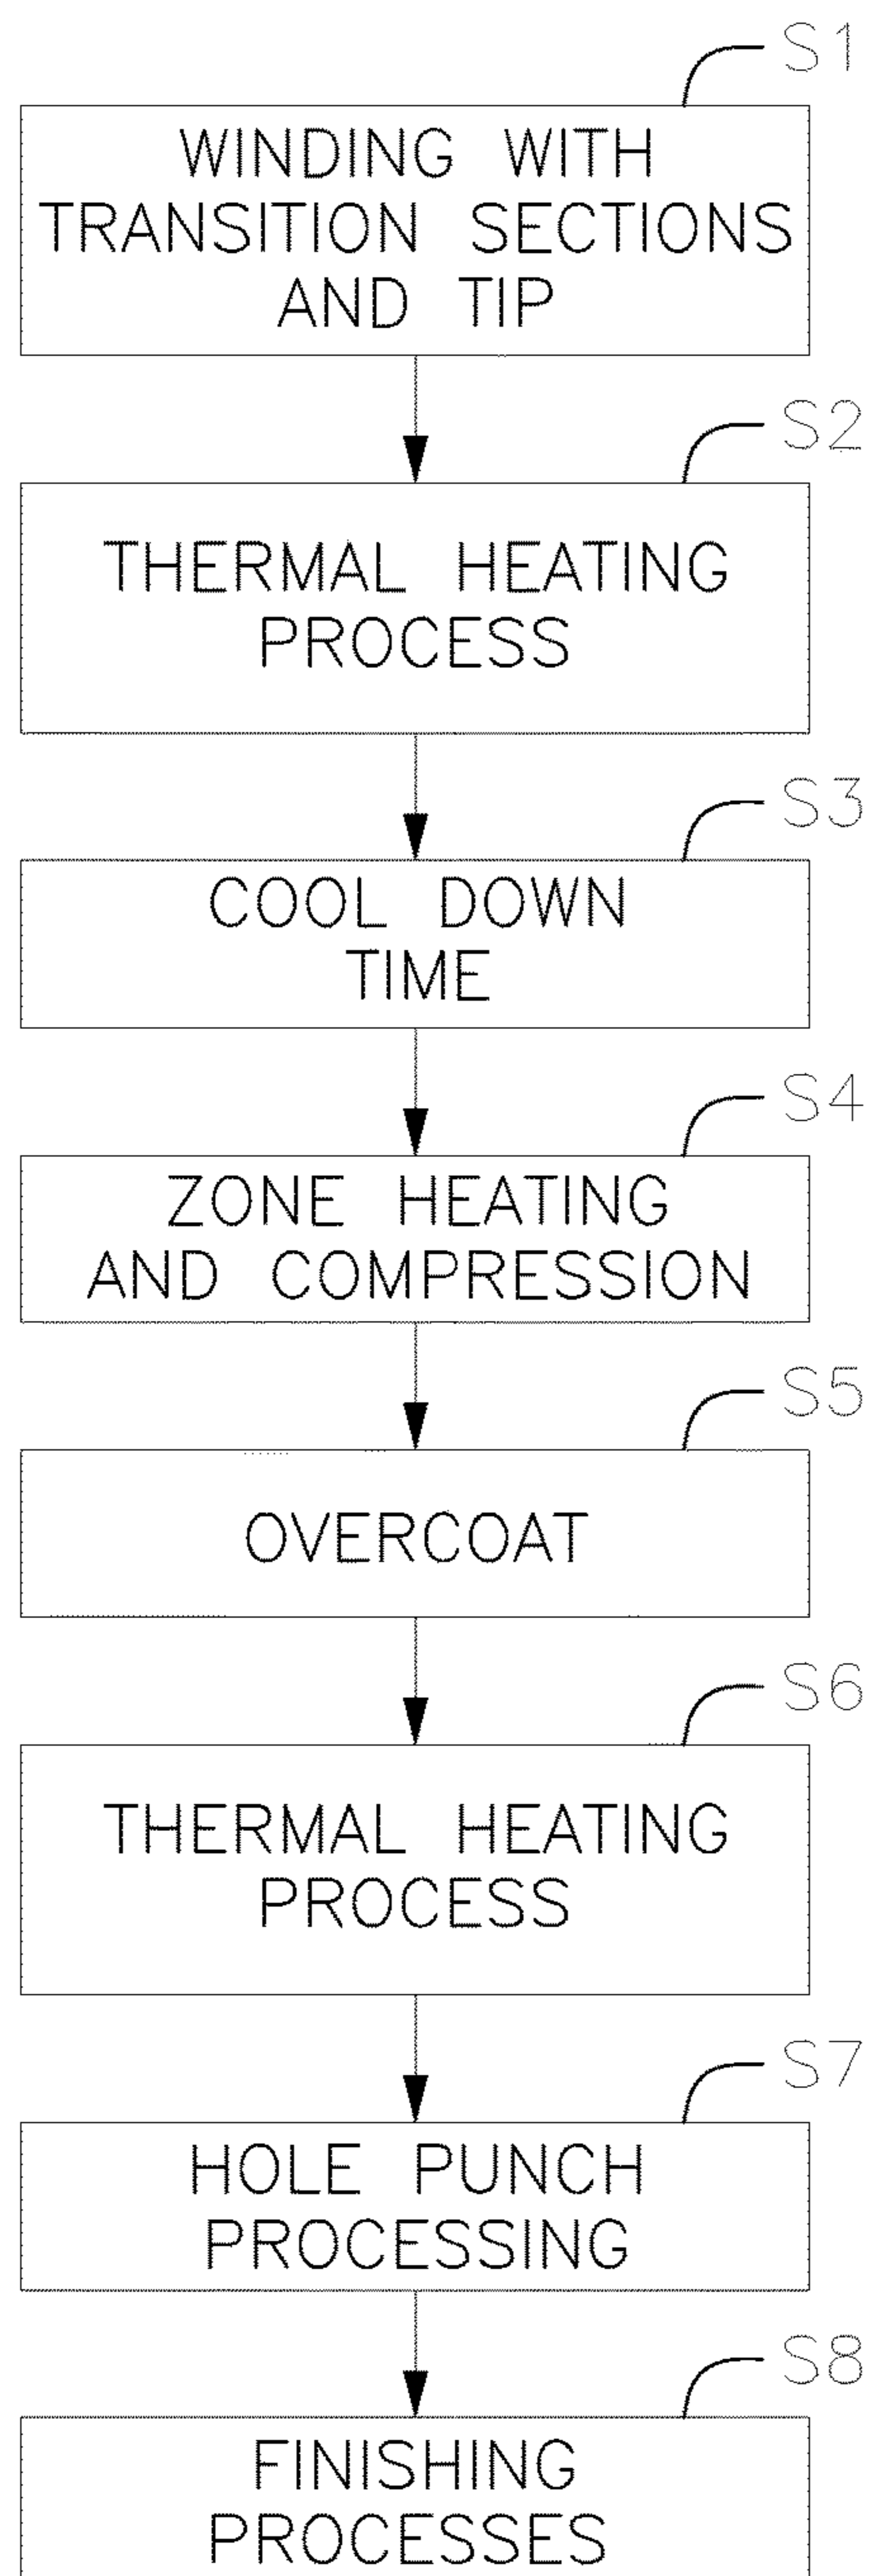 S1
WINDING WITH
TRANSITION SECTIONS
AND TIP
S2
THERMAL HEATING
PROCESS
S3
COOL DOWN
TIME
S4
ZONE HEATING
AND COMPRESSION
S5
OVERCOAT
S6
THERMAL HEATING
PROCESS
S7
HOLE PUNCH
PROCESSING
S8
FINISHING
PROCESSES